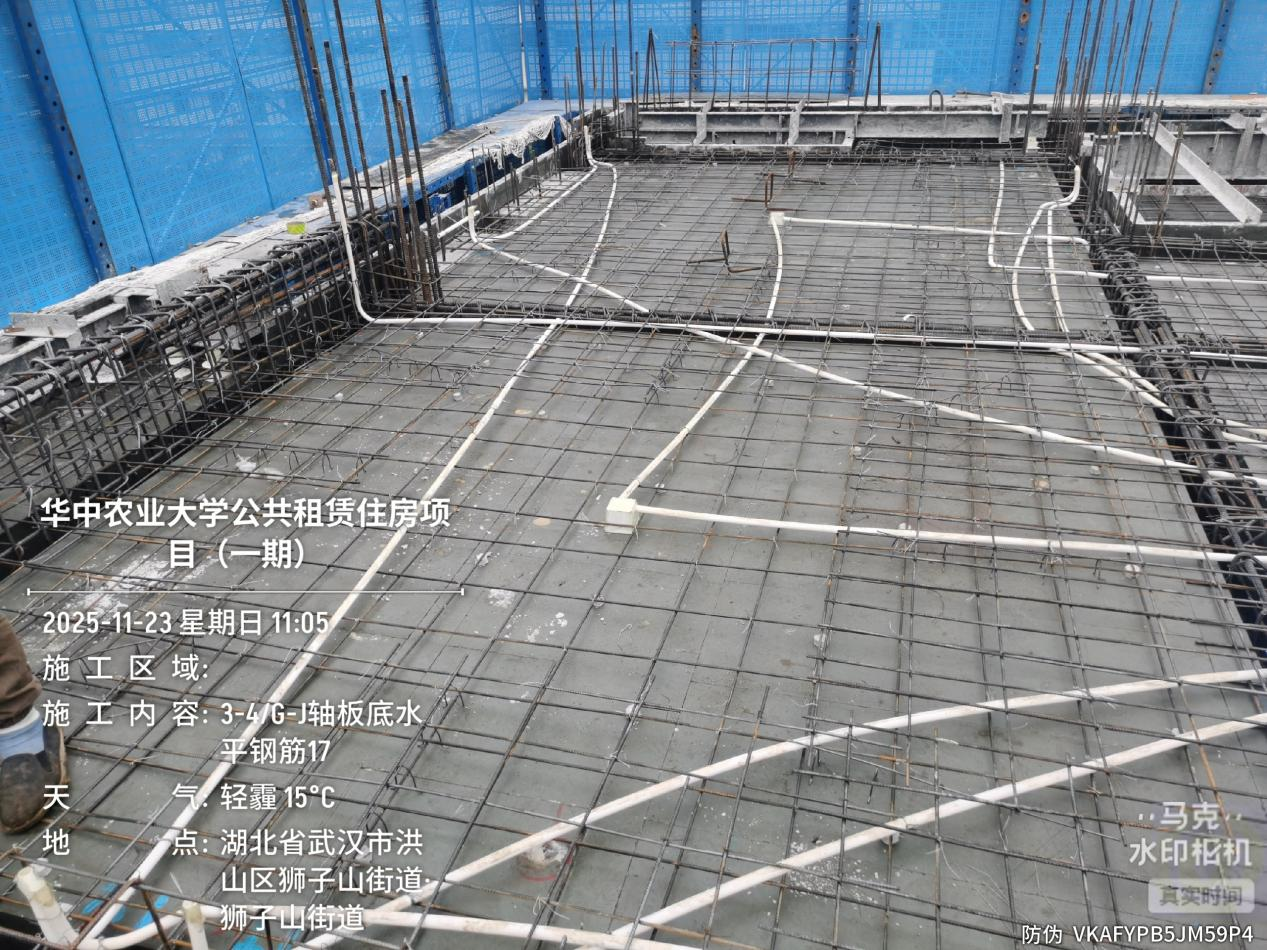 华中农业大学公共租赁住房项
目（一期）
2025-11-23 星期日 11:05
施工区域:
施工内容: 3-4/G-J轴板底水
平钢筋17
天气: 轻霾 15°C
地点: 湖北省武汉市洪
山区狮子山街道·
狮子山街道
马克
水印相机
真实时间
防伪 VKAFYPB5JM59P4